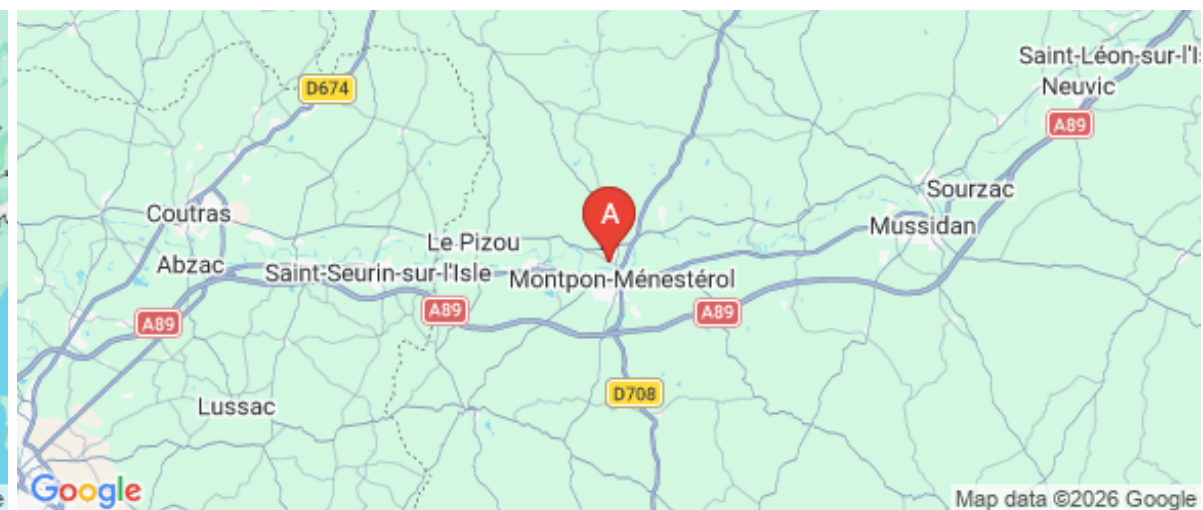 Saint-Léon-sur-l'Is
Neuvic
D674
A89
A
Sourzac
Coutras
Mussidan
Le Pizou
Abzac
Saint-Seurin-sur-l'Isle
Montpon-Ménestérol
A89
A89
A89
D708
Lussac
Google
Map data ©2026 Google